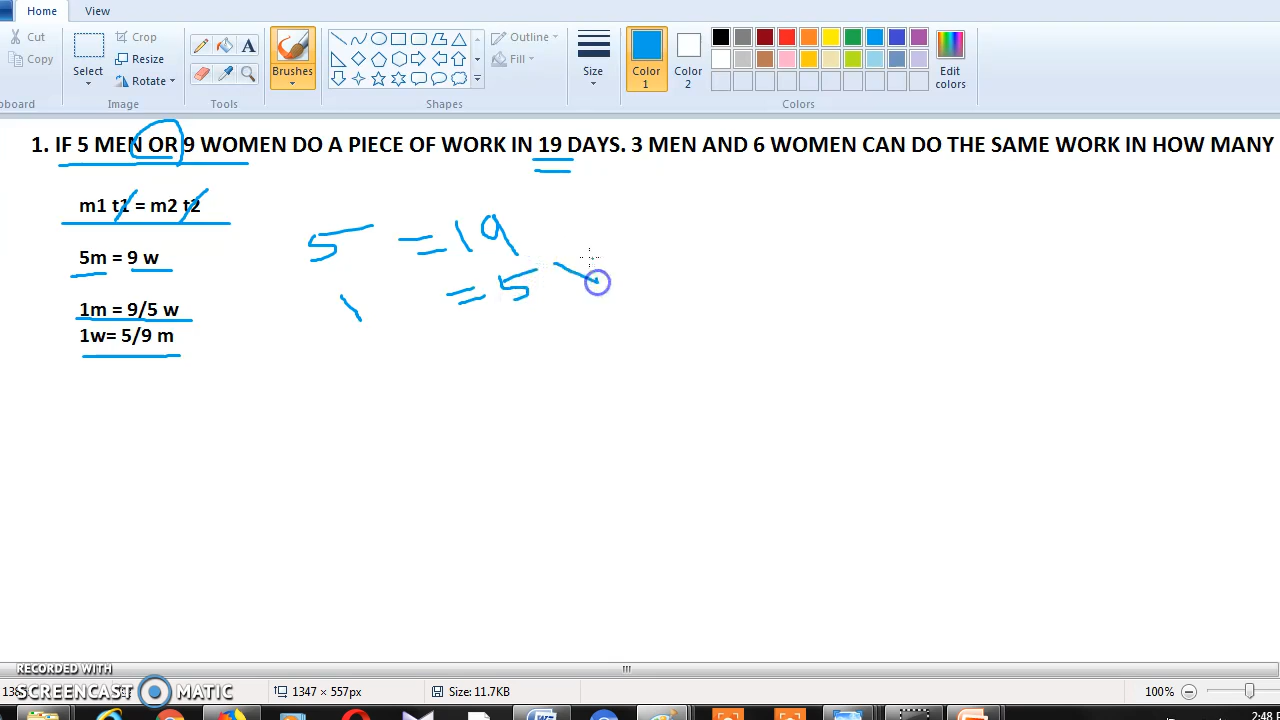 Home View
Cut Crop Outline
Copy Select Resize Brushes Fill Size Color 1 Color 2 Edit colors
Rotate
oboard Image Tools Shapes Colors
1. IF 5 MEN OR 9 WOMEN DO A PIECE OF WORK IN 19 DAYS. 3 MEN AND 6 WOMEN CAN DO THE SAME WORK IN HOW MANY
m1 t1 = m2 t2
5 = 19
5m = 9 w
= 5
1m = 9/5 w
1w= 5/9 m
RECORDED WITH
SCREENCAST MATIC
1347 × 557px Size: 11.7KB 100%